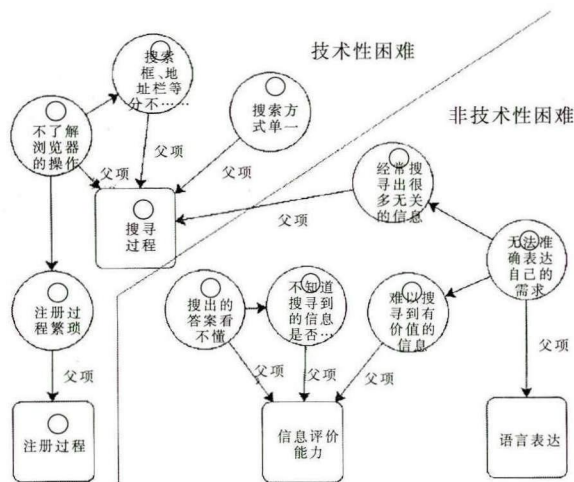 技术性困难
非技术性困难
搜索
框、地
址栏等
分不……
搜索方
式单一
不了解
浏览器
的操作
父项
父项
父项
经常搜
寻出很
多无关
的信息
父项
搜寻
过程
无法准
确表达
自己的
需求
注册过
程繁琐
搜出的
答案看
不懂
不知道
搜寻到
的信息
是否…
难以搜
寻到有
价值的
信息
父项
父项
父项
父项
父项
注册过程
信息评价
能力
语言表达